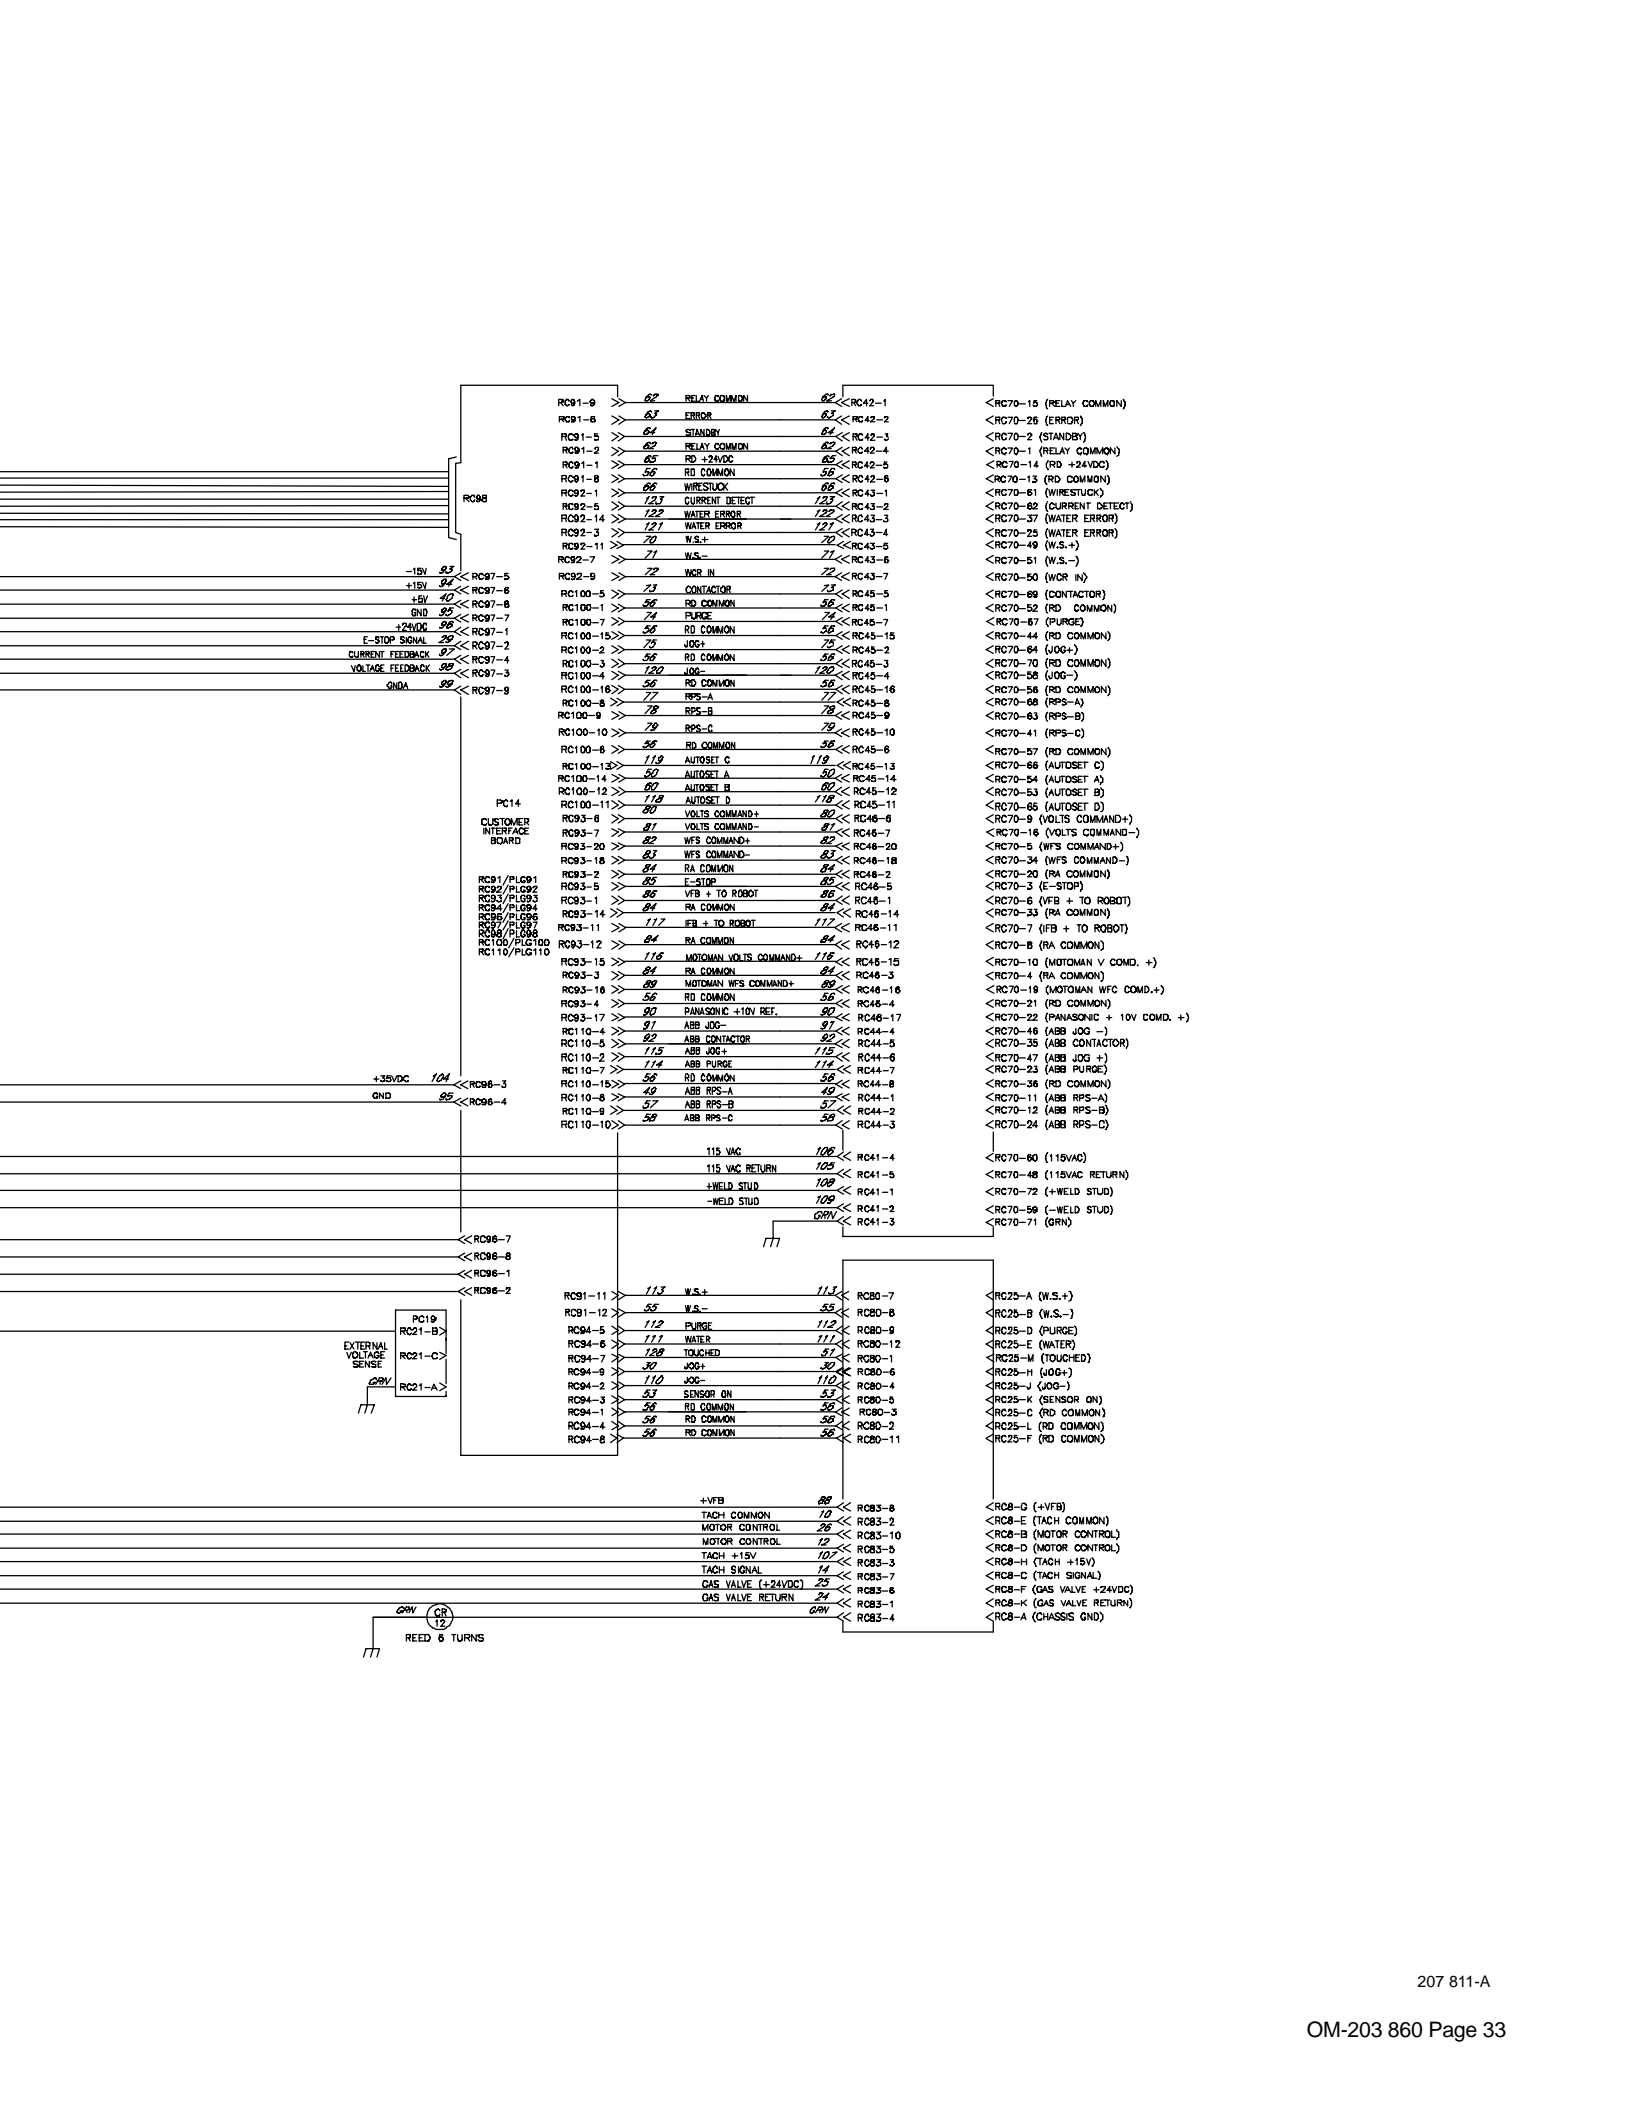 RC91-9 62 RELAY COMMON 62 RC42-1 RC70-15 (RELAY COMMON)
RC91-6 63 ERROR 63 RC42-2 RC70-26 (ERROR)
RC91-5 64 STANDBY 64 RC42-3 RC70-2 (STANDBY)
RC91-2 62 RELAY COMMON 62 RC42-4 RC70-1 (RELAY COMMON)
RC91-1 65 RD +24VDC 65 RC42-5 RC70-14 (RD +24VDC)
RC91-8 56 RD COMMON 56 RC42-6 RC70-13 (RD COMMON)
RC98
RC92-1 66 WIRESTUCK 66 RC43-1 RC70-61 (WIRESTUCK)
RC92-5 123 CURRENT DETECT 123 RC43-2 RC70-62 (CURRENT DETECT)
RC92-14 122 WATER ERROR 122 RC43-3 RC70-37 (WATER ERROR)
RC92-3 121 WATER ERROR 121 RC43-4 RC70-25 (WATER ERROR)
RC92-11 70 W.S.+ 70 RC43-5 RC70-49 (W.S.+)
RC92-7 71 W.S.- 71 RC43-6 RC70-51 (W.S.-)
-15V 93 RC97-5
RC92-9 72 WCR IN 72 RC43-7 RC70-50 (WCR IN)
+15V 94 RC97-6
RC100-5 73 CONTACTOR 73 RC45-5 RC70-69 (CONTACTOR)
+5V 40 RC97-8
RC100-1 56 RD COMMON 56 RC45-1 RC70-52 (RD COMMON)
GND 95 RC97-7
RC100-7 74 PURGE 74 RC45-7 RC70-67 (PURGE)
+24VDC 96 RC97-1
RC100-15 56 RD COMMON 56 RC45-15 RC70-44 (RD COMMON)
E-STOP SIGNAL 29 RC97-2
RC100-2 75 JOG+ 75 RC45-2 RC70-64 (JOG+)
CURRENT FEEDBACK 97 RC97-4
RC100-3 56 RD COMMON 56 RC45-3 RC70-70 (RD COMMON)
VOLTAGE FEEDBACK 98 RC97-3
RC100-4 120 JOG- 120 RC45-4 RC70-58 (JOG-)
GNDA 99 RC97-9
RC100-16 56 RD COMMON 56 RC45-16 RC70-56 (RD COMMON)
RC100-8 77 RPS-A 77 RC45-8 RC70-68 (RPS-A)
RC100-9 78 RPS-B 78 RC45-9 RC70-63 (RPS-B)
RC100-10 79 RPS-C 79 RC45-10 RC70-41 (RPS-C)
RC100-6 56 RD COMMON 56 RC45-6 RC70-57 (RD COMMON)
RC100-13 119 AUTOSET C 119 RC45-13 RC70-66 (AUTOSET C)
RC100-14 50 AUTOSET A 50 RC45-14 RC70-54 (AUTOSET A)
RC100-12 60 AUTOSET B 60 RC45-12 RC70-53 (AUTOSET B)
RC100-11 118 AUTOSET D 118 RC45-11 RC70-65 (AUTOSET D)
PC14
CUSTOMER
INTERFACE
BOARD
RC93-6 80 VOLTS COMMAND+ 80 RC46-6 RC70-9 (VOLTS COMMAND+)
RC93-7 81 VOLTS COMMAND- 81 RC46-7 RC70-16 (VOLTS COMMAND-)
RC93-20 82 WFS COMMAND+ 82 RC46-20 RC70-5 (WFS COMMAND+)
RC93-18 83 WFS COMMAND- 83 RC46-18 RC70-34 (WFS COMMAND-)
RC93-2 84 RA COMMON 84 RC46-2 RC70-20 (RA COMMON)
RC93-5 85 E-STOP 85 RC46-5 RC70-3 (E-STOP)
RC93-1 86 VFB + TO ROBOT 86 RC46-1 RC70-6 (VFB + TO ROBOT)
RC93-14 84 RA COMMON 84 RC46-14 RC70-33 (RA COMMON)
RC93-11 117 IFB + TO ROBOT 117 RC46-11 RC70-7 (IFB + TO ROBOT)
RC93-12 84 RA COMMON 84 RC46-12 RC70-8 (RA COMMON)
RC91/PLG91
RC92/PLG92
RC93/PLG93
RC94/PLG94
RC96/PLG96
RC97/PLG97
RC98/PLG98
RC100/PLG100
RC110/PLG110
RC93-15 116 MOTOMAN VOLTS COMMAND+ 116 RC46-15 RC70-10 (MOTOMAN V COMD. +)
RC93-3 84 RA COMMON 84 RC46-3 RC70-4 (RA COMMON)
RC93-16 89 MOTOMAN WFS COMMAND+ 89 RC46-16 RC70-19 (MOTOMAN WFC COMD.+)
RC93-4 56 RD COMMON 56 RC46-4 RC70-21 (RD COMMON)
RC93-17 90 PANASONIC +10V REF. 90 RC46-17 RC70-22 (PANASONIC + 10V COMD. +)
RC110-4 91 ABB JOG- 91 RC44-4 RC70-46 (ABB JOG -)
RC110-5 92 ABB CONTACTOR 92 RC44-5 RC70-35 (ABB CONTACTOR)
RC110-2 115 ABB JOG+ 115 RC44-6 RC70-47 (ABB JOG +)
RC110-7 114 ABB PURGE 114 RC44-7 RC70-23 (ABB PURGE)
+35VDC 104 RC96-3
RC110-15 56 RD COMMON 56 RC44-8 RC70-36 (RD COMMON)
GND 95 RC96-4
RC110-8 49 ABB RPS-A 49 RC44-1 RC70-11 (ABB RPS-A)
RC110-9 57 ABB RPS-B 57 RC44-2 RC70-12 (ABB RPS-B)
RC110-10 58 ABB RPS-C 58 RC44-3 RC70-24 (ABB RPS-C)
115 VAC 106 RC41-4 RC70-60 (115VAC)
115 VAC RETURN 105 RC41-5 RC70-48 (115VAC RETURN)
+WELD STUD 108 RC41-1 RC70-72 (+WELD STUD)
-WELD STUD 109 RC41-2 RC70-59 (-WELD STUD)
GRN RC41-3 RC70-71 (GRN)
RC96-7
RC96-8
RC96-1
RC96-2
RC91-11 113 W.S.+ 113 RC80-7 RC25-A (W.S.+)
RC91-12 55 W.S.- 55 RC80-8 RC25-B (W.S.-)
PC19
RC21-B
EXTERNAL
VOLTAGE
SENSE
RC21-C
GRN RC21-A
RC94-5 112 PURGE 112 RC80-9 RC25-D (PURGE)
RC94-6 111 WATER 111 RC80-12 RC25-E (WATER)
RC94-7 128 TOUCHED 51 RC80-1 RC25-M (TOUCHED)
RC94-9 30 JOG+ 30 RC80-6 RC25-H (JOG+)
RC94-2 110 JOG- 110 RC80-4 RC25-J (JOG-)
RC94-3 53 SENSOR ON 53 RC80-5 RC25-K (SENSOR ON)
RC94-1 56 RD COMMON 56 RC80-3 RC25-C (RD COMMON)
RC94-4 56 RD COMMON 56 RC80-2 RC25-L (RD COMMON)
RC94-8 56 RD COMMON 56 RC80-11 RC25-F (RD COMMON)
+VFB 88 RC83-8 RC8-G (+VFB)
TACH COMMON 10 RC83-2 RC8-E (TACH COMMON)
MOTOR CONTROL 26 RC83-10 RC8-B (MOTOR CONTROL)
MOTOR CONTROL 12 RC83-5 RC8-D (MOTOR CONTROL)
TACH +15V 107 RC83-3 RC8-H (TACH +15V)
TACH SIGNAL 14 RC83-7 RC8-C (TACH SIGNAL)
GAS VALVE (+24VDC) 25 RC83-6 RC8-F (GAS VALVE +24VDC)
GAS VALVE RETURN 24 RC83-1 RC8-K (GAS VALVE RETURN)
GRN CR 12 GRN RC83-4 RC8-A (CHASSIS GND)
REED 6 TURNS
207 811-A
OM-203 860 Page 33